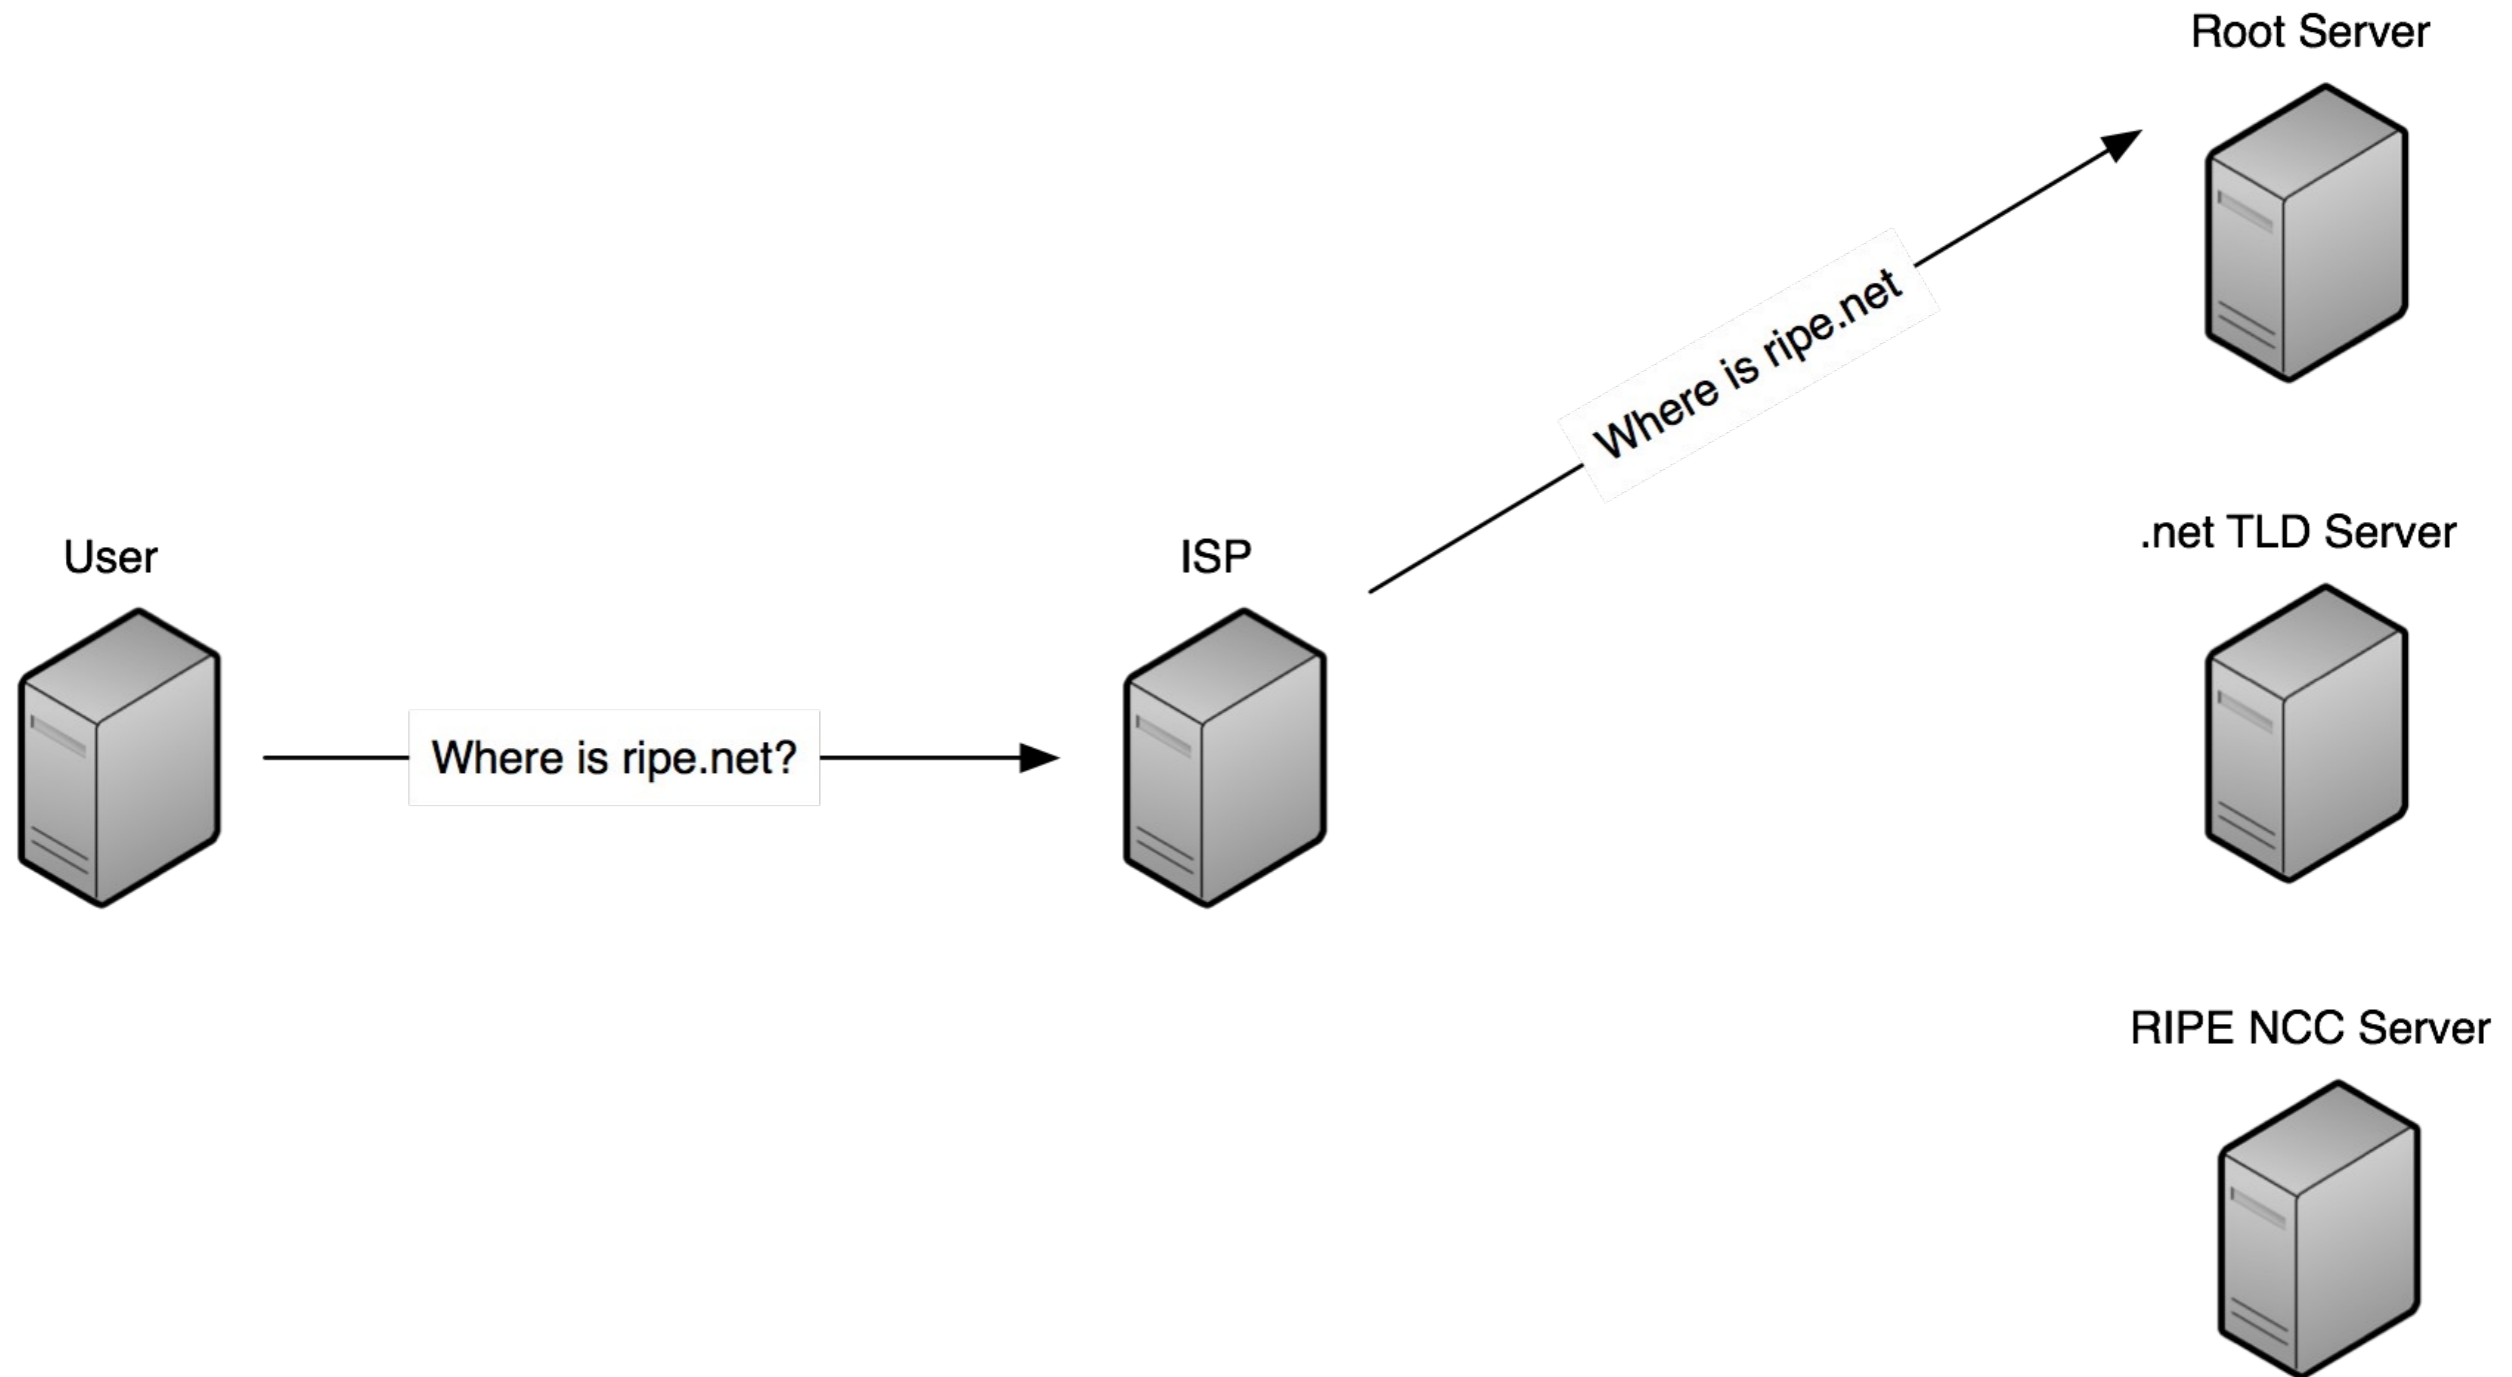 Root Server
Where is ripe.net
.net TLD Server
User
ISP
Where is ripe.net?
RIPE NCC Server